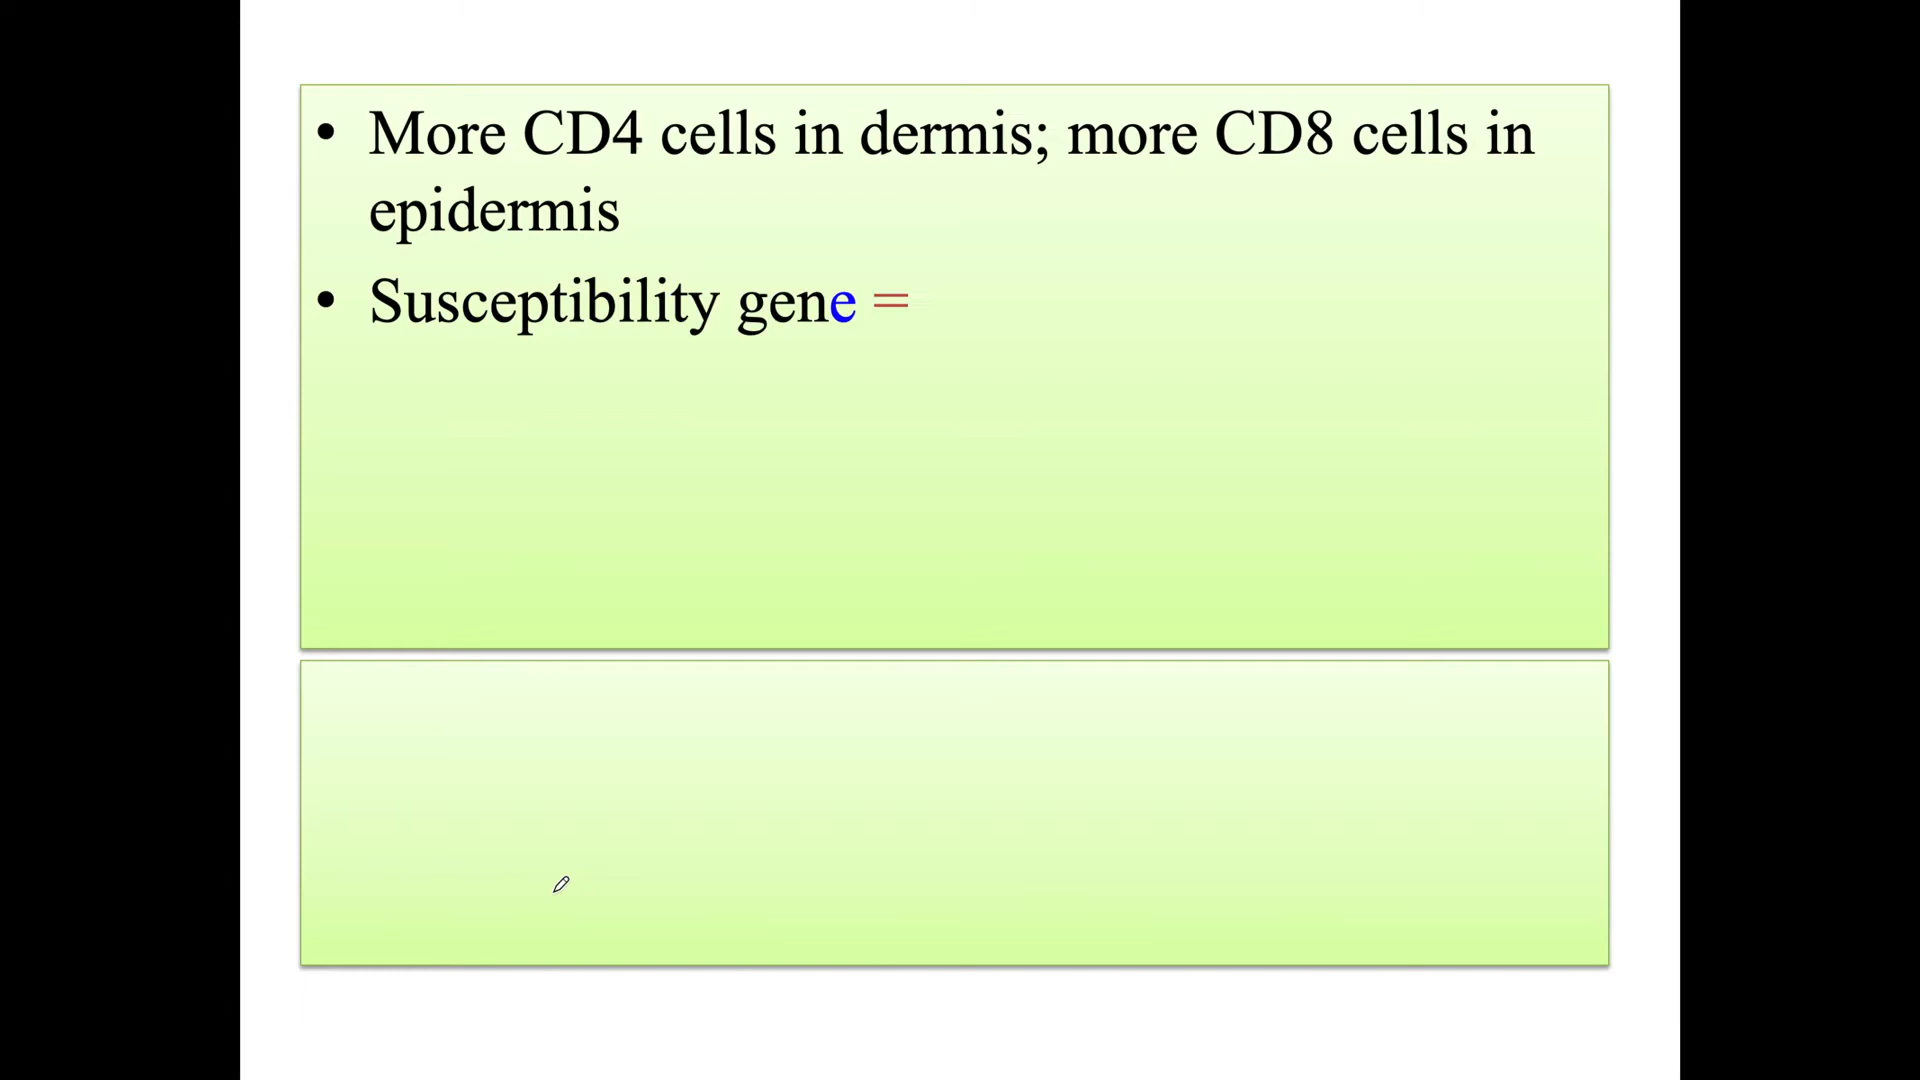 • More CD4 cells in dermis; more CD8 cells in
epidermis
• Susceptibility gene =